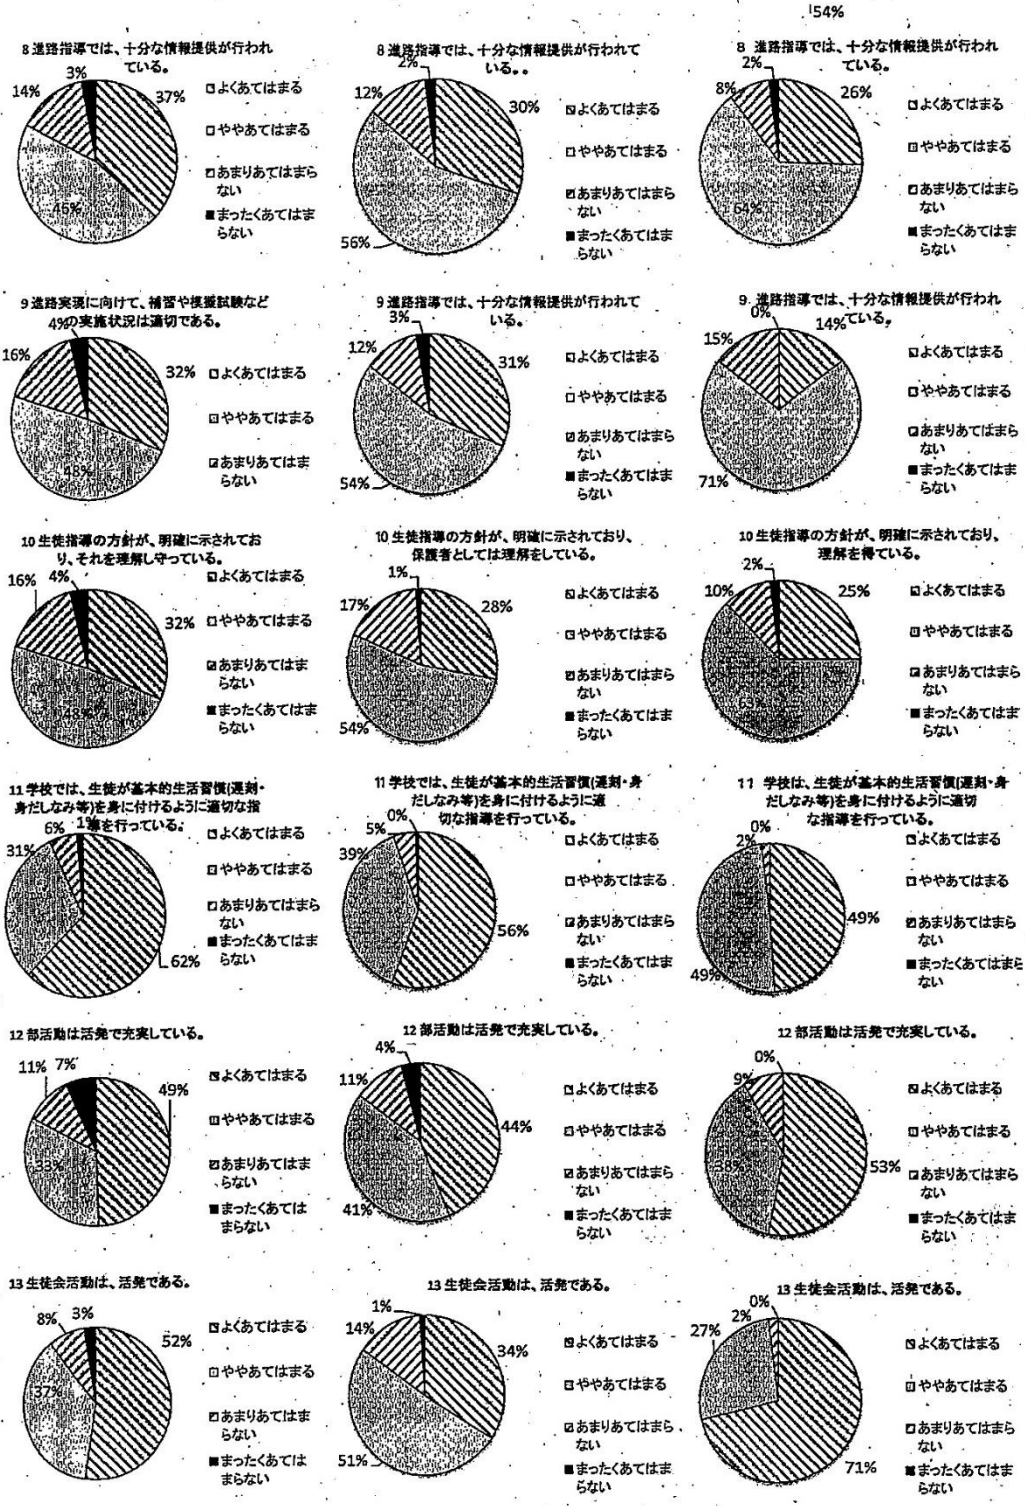 54%
8 進路指導では、十分な情報提供が行われ
ている。
3%
14%
37%
46%
よくあてはまる
ややあてはまる
あまりあてはまら
ない
まったくあてはま
らない
8 進路指導では、十分な情報提供が行われて
いる。。
2%
12%
30%
56%
よくあてはまる
ややあてはまる
あまりあてはまら
ない
まったくあてはま
らない
8 進路指導では、十分な情報提供が行われ
ている。
2%
8%
26%
64%
よくあてはまる
ややあてはまる
あまりあてはまら
ない
まったくあてはま
らない
9 進路実現に向けて、補習や模擬試験など
の実施状況は適切である。
4%
16%
32%
48%
よくあてはまる
ややあてはまる
あまりあてはま
らない
9 進路指導では、十分な情報提供が行われて
いる。
3%
12%
31%
54%
よくあてはまる
ややあてはまる
あまりあてはまら
ない
まったくあてはま
らない
9. 進路指導では、十分な情報提供が行われ
ている。
0%
15%
14%
71%
よくあてはまる
ややあてはまる
あまりあてはまら
ない
まったくあてはま
らない
10 生徒指導の方針が、明確に示されてお
り、それを理解し守っている。
4%
16%
32%
48%
よくあてはまる
ややあてはまる
あまりあてはま
らない
まったくあてはま
らない
10 生徒指導の方針が、明確に示されており、
保護者としては理解をしている。
1%
17%
28%
54%
よくあてはまる
ややあてはまる
あまりあてはまら
ない
まったくあてはま
らない
10 生徒指導の方針が、明確に示されており、
理解を得ている。
2%
10%
25%
63%
よくあてはまる
ややあてはまる
あまりあてはまら
ない
まったくあてはま
らない
11 学校では、生徒が基本的生活習慣(遅刻・
身だしなみ等)を身に付けるように適切な指
導を行っている。
6%
1%
31%
62%
よくあてはまる
ややあてはまる
あまりあてはまら
ない
まったくあてはま
らない
11 学校では、生徒が基本的生活習慣(遅刻・身
だしなみ等)を身に付けるように適
切な指導を行っている。
0%
5%
39%
56%
よくあてはまる
ややあてはまる
あまりあてはまら
ない
まったくあてはま
らない
11 学校は、生徒が基本的生活習慣(遅刻・身
だしなみ等)を身に付けるように適切
な指導を行っている。
0%
2%
49%
49%
よくあてはまる
ややあてはまる
あまりあてはまら
ない
まったくあてはまら
ない
12 部活動は活発で充実している。
11%
7%
49%
33%
よくあてはまる
ややあてはまる
あまりあてはま
らない
まったくあては
まらない
12 部活動は活発で充実している。
4%
11%
44%
41%
よくあてはまる
ややあてはまる
あまりあてはまら
ない
まったくあてはま
らない
12 部活動は活発で充実している。
0%
9%
38%
53%
よくあてはまる
ややあてはまる
あまりあてはまら
ない
まったくあてはま
らない
13 生徒会活動は、活発である。
8%
3%
52%
37%
よくあてはまる
ややあてはまる
あまりあてはま
らない
まったくあては
まらない
13 生徒会活動は、活発である。
1%
14%
34%
51%
よくあてはまる
ややあてはまる
あまりあてはまら
ない
まったくあてはま
らない
13 生徒会活動は、活発である。
0%
2%
27%
71%
よくあてはまる
ややあてはまる
あまりあてはまら
ない
まったくあてはま
らない